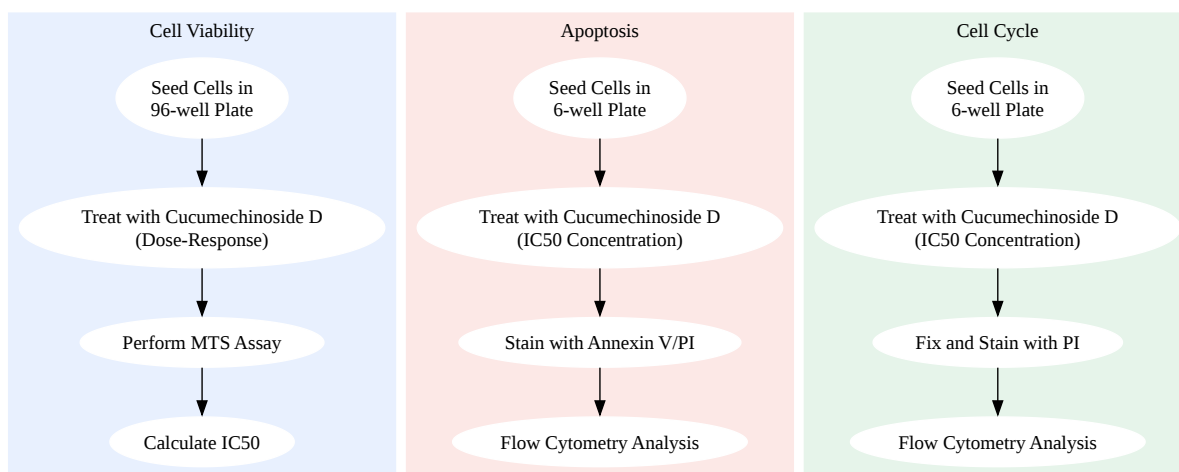 Cell Viability
Seed Cells in
96-well Plate
Treat with Cucumechinoside D
(Dose-Response)
Perform MTS Assay
Calculate IC50
Apoptosis
Seed Cells in
6-well Plate
Treat with Cucumechinoside D
(IC50 Concentration)
Stain with Annexin V/PI
Flow Cytometry Analysis
Cell Cycle
Seed Cells in
6-well Plate
Treat with Cucumechinoside D
(IC50 Concentration)
Fix and Stain with PI
Flow Cytometry Analysis